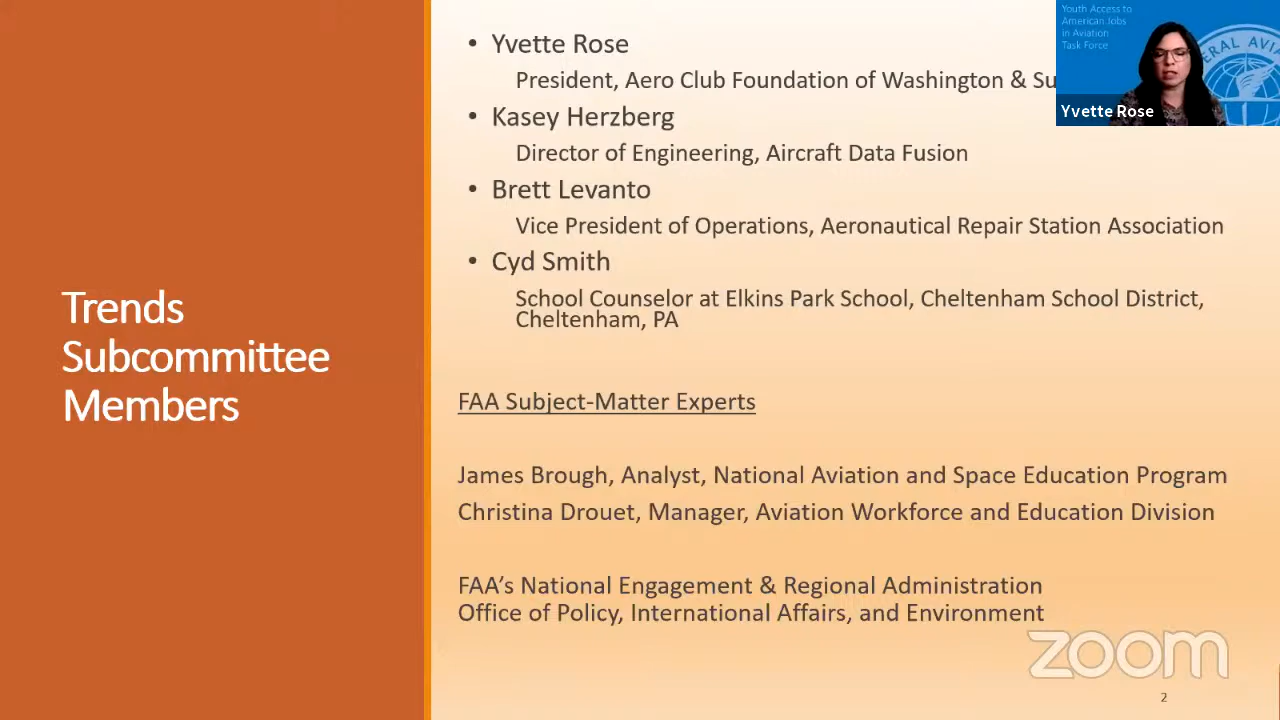 Trends
Subcommittee
Members
• Yvette Rose
President, Aero Club Foundation of Washington & Su
• Kasey Herzberg
Director of Engineering, Aircraft Data Fusion
• Brett Levanto
Vice President of Operations, Aeronautical Repair Station Association
• Cyd Smith
School Counselor at Elkins Park School, Cheltenham School District,
Cheltenham, PA
FAA Subject-Matter Experts
James Brough, Analyst, National Aviation and Space Education Program
Christina Drouet, Manager, Aviation Workforce and Education Division
FAA's National Engagement & Regional Administration
Office of Policy, International Affairs, and Environment
zoom
2
Youth Access to
American Jobs
in Aviation
Task Force
ERAL AVIA
Yvette Rose